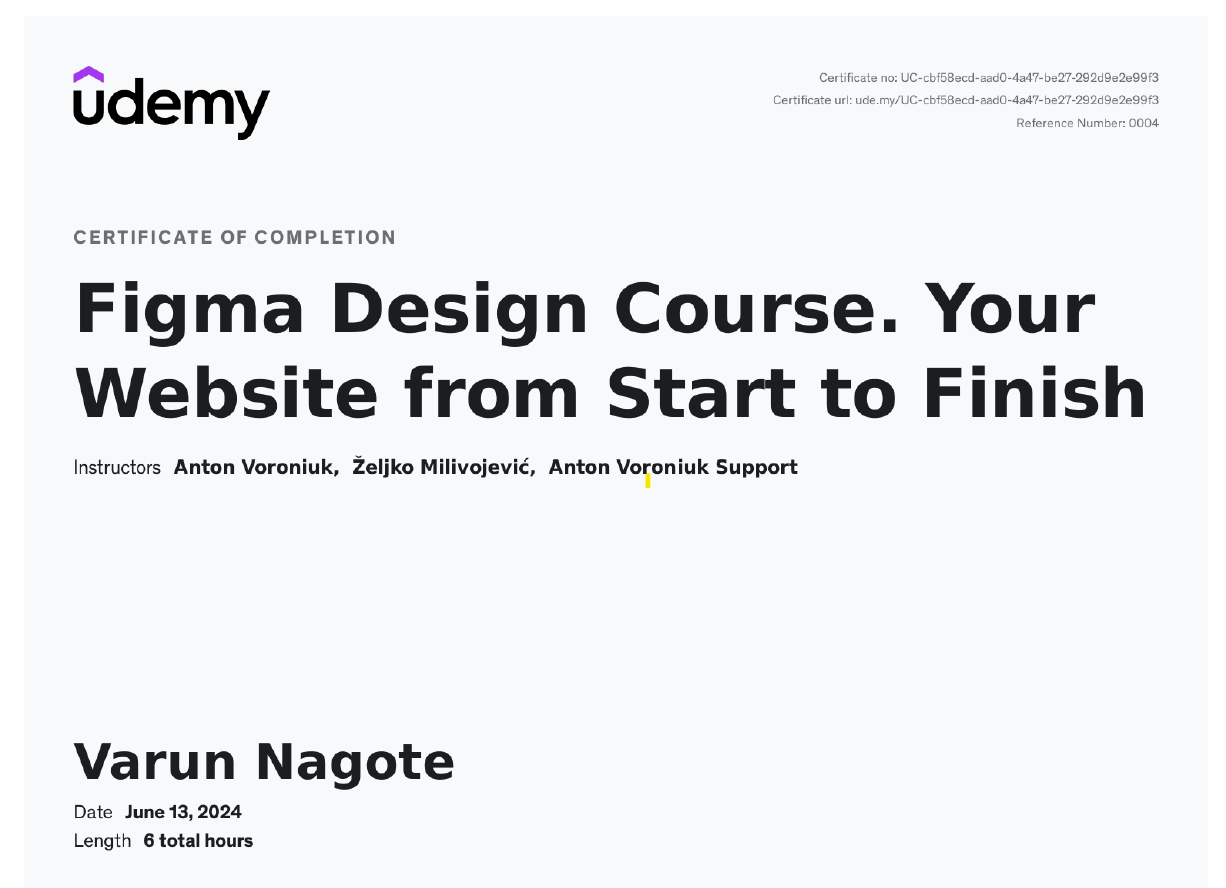 udemy
Certificate no: UC-cbf58ecd-aad0-4a47-be27-292d9e2e99f3
Certificate url: ude.my/UC-cbf58ecd-aad0-4a47-be27-292d9e2e99f3
Reference Number: 0004
CERTIFICATE OF COMPLETION
Figma Design Course. Your
Website from Start to Finish
Instructors Anton Voroniuk, Željko Milivojević, Anton Voroniuk Support
Varun Nagote
Date June 13, 2024
Length 6 total hours